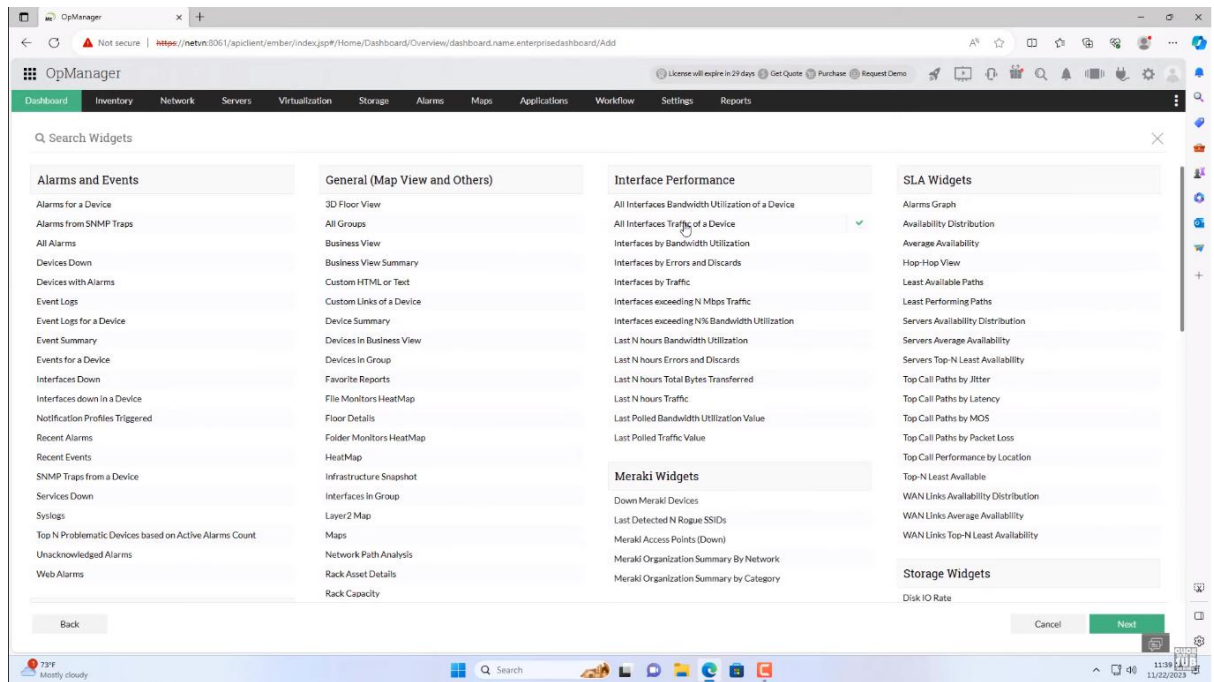 OpManager
Not secure https://netvn:8061/apiclient/ember/index.jsp#/Home/Dashboard/Overview/dashboard.name.enterprisedashboard/Add
OpManager
License will expire in 29 days Get Quote Purchase Request Demo
Dashboard Inventory Network Servers Virtualization Storage Alarms Maps Applications Workflow Settings Reports
Search Widgets
Alarms and Events
Alarms for a Device
Alarms from SNMP Traps
All Alarms
Devices Down
Devices with Alarms
Event Logs
Event Logs for a Device
Event Summary
Events for a Device
Interfaces Down
Interfaces down in a Device
Notification Profiles Triggered
Recent Alarms
Recent Events
SNMP Traps from a Device
Services Down
Syslogs
Top N Problematic Devices based on Active Alarms Count
Unacknowledged Alarms
Web Alarms
General (Map View and Others)
3D Floor View
All Groups
Business View
Business View Summary
Custom HTML or Text
Custom Links of a Device
Device Summary
Devices in Business View
Devices in Group
Favorite Reports
File Monitors HeatMap
Floor Details
Folder Monitors HeatMap
HeatMap
Infrastructure Snapshot
Interfaces in Group
Layer2 Map
Maps
Network Path Analysis
Rack Asset Details
Rack Capacity
Interface Performance
All Interfaces Bandwidth Utilization of a Device
All Interfaces Traffic of a Device
Interfaces by Bandwidth Utilization
Interfaces by Errors and Discards
Interfaces by Traffic
Interfaces exceeding N Mbps Traffic
Interfaces exceeding N% Bandwidth Utilization
Last N hours Bandwidth Utilization
Last N hours Errors and Discards
Last N hours Total Bytes Transferred
Last N hours Traffic
Last Polled Bandwidth Utilization Value
Last Polled Traffic Value
Meraki Widgets
Down Meraki Devices
Last Detected N Rogue SSIDs
Meraki Access Points (Down)
Meraki Organization Summary By Network
Meraki Organization Summary by Category
SLA Widgets
Alarms Graph
Availability Distribution
Average Availability
Hop-Hop View
Least Available Paths
Least Performing Paths
Servers Availability Distribution
Servers Average Availability
Servers Top-N Least Availability
Top Call Paths by Jitter
Top Call Paths by Latency
Top Call Paths by MOS
Top Call Paths by Packet Loss
Top Call Performance by Location
Top-N Least Available
WAN Links Availability Distribution
WAN Links Average Availability
WAN Links Top-N Least Availability
Storage Widgets
Disk IO Rate
Back Cancel Next
73°F
Mostly cloudy
Search
11:39
11/22/2023